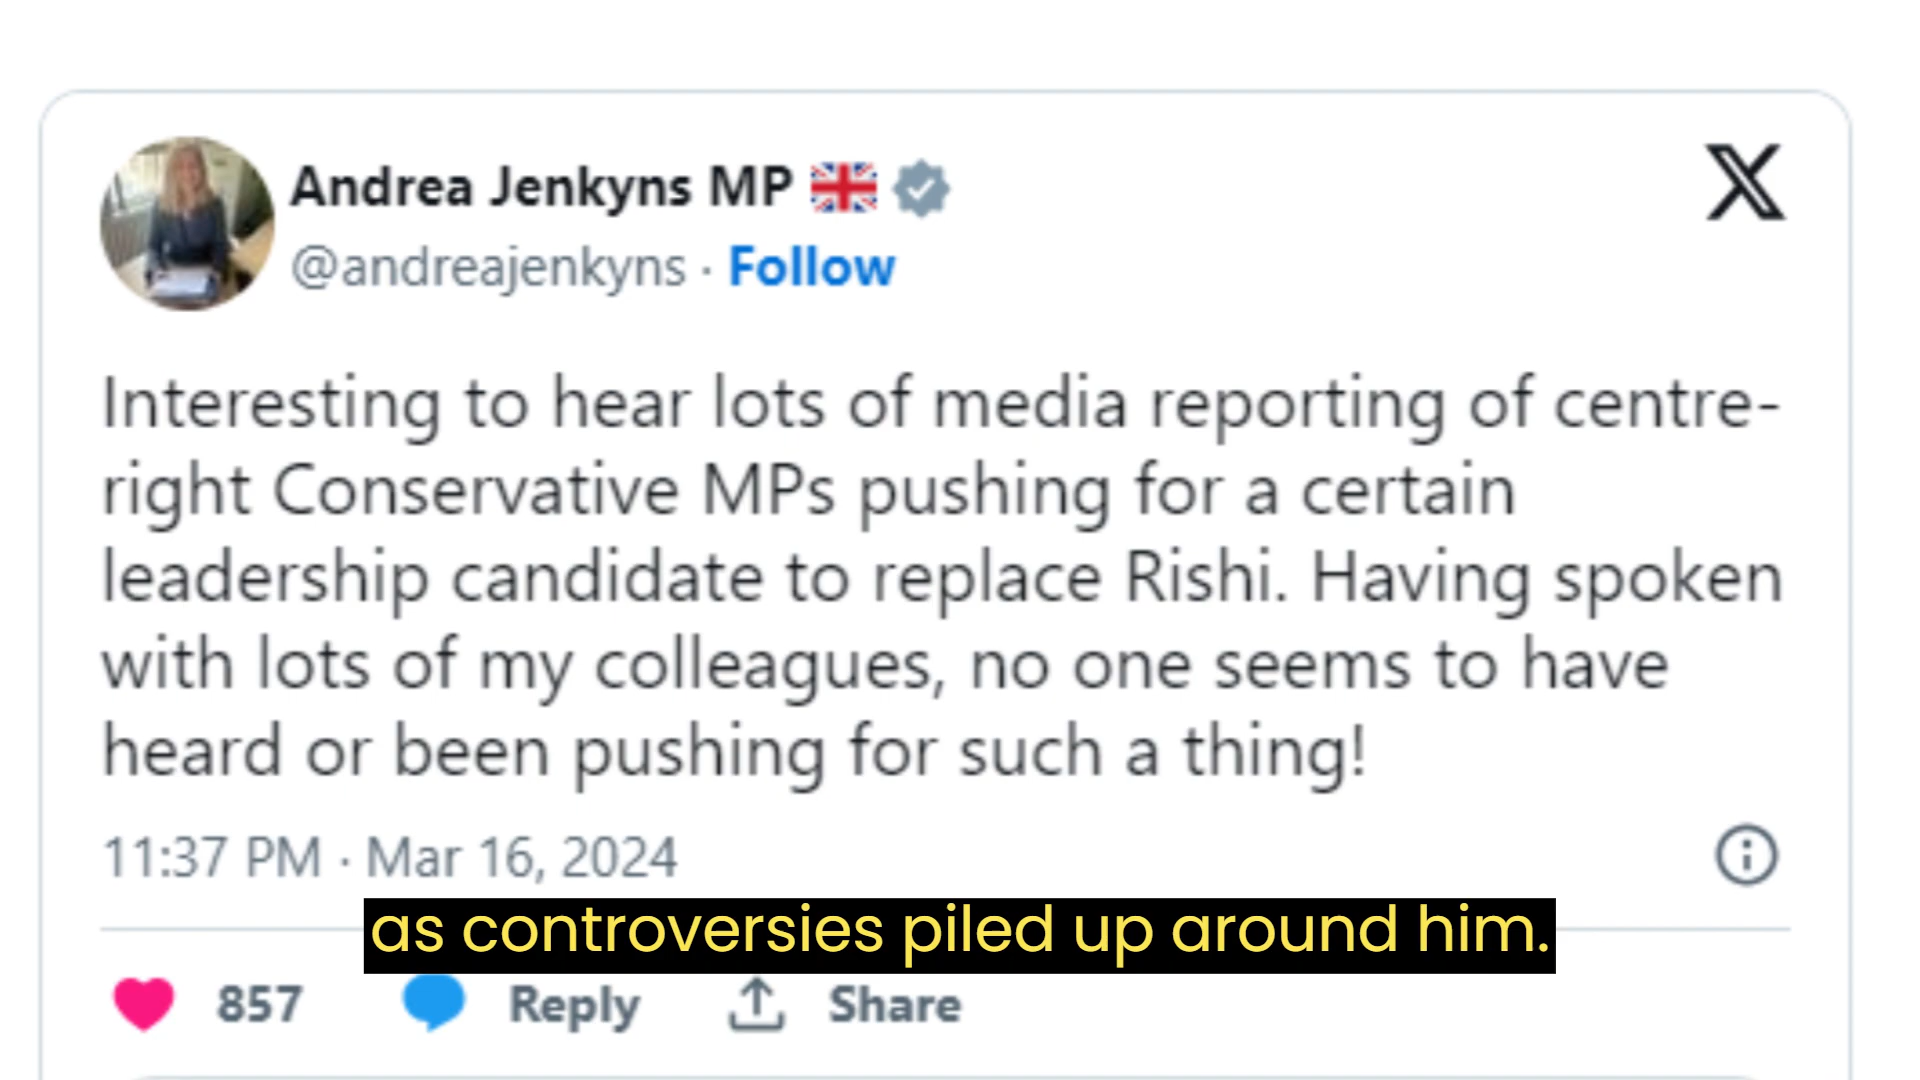 Andrea Jenkyns MP 🇬🇧
@andreajenkyns · Follow
Interesting to hear lots of media reporting of centre-
right Conservative MPs pushing for a certain
leadership candidate to replace Rishi. Having spoken
with lots of my colleagues, no one seems to have
heard or been pushing for such a thing!
11:37 PM · Mar 16, 2024
as controversies piled up around him.
857 Reply Share